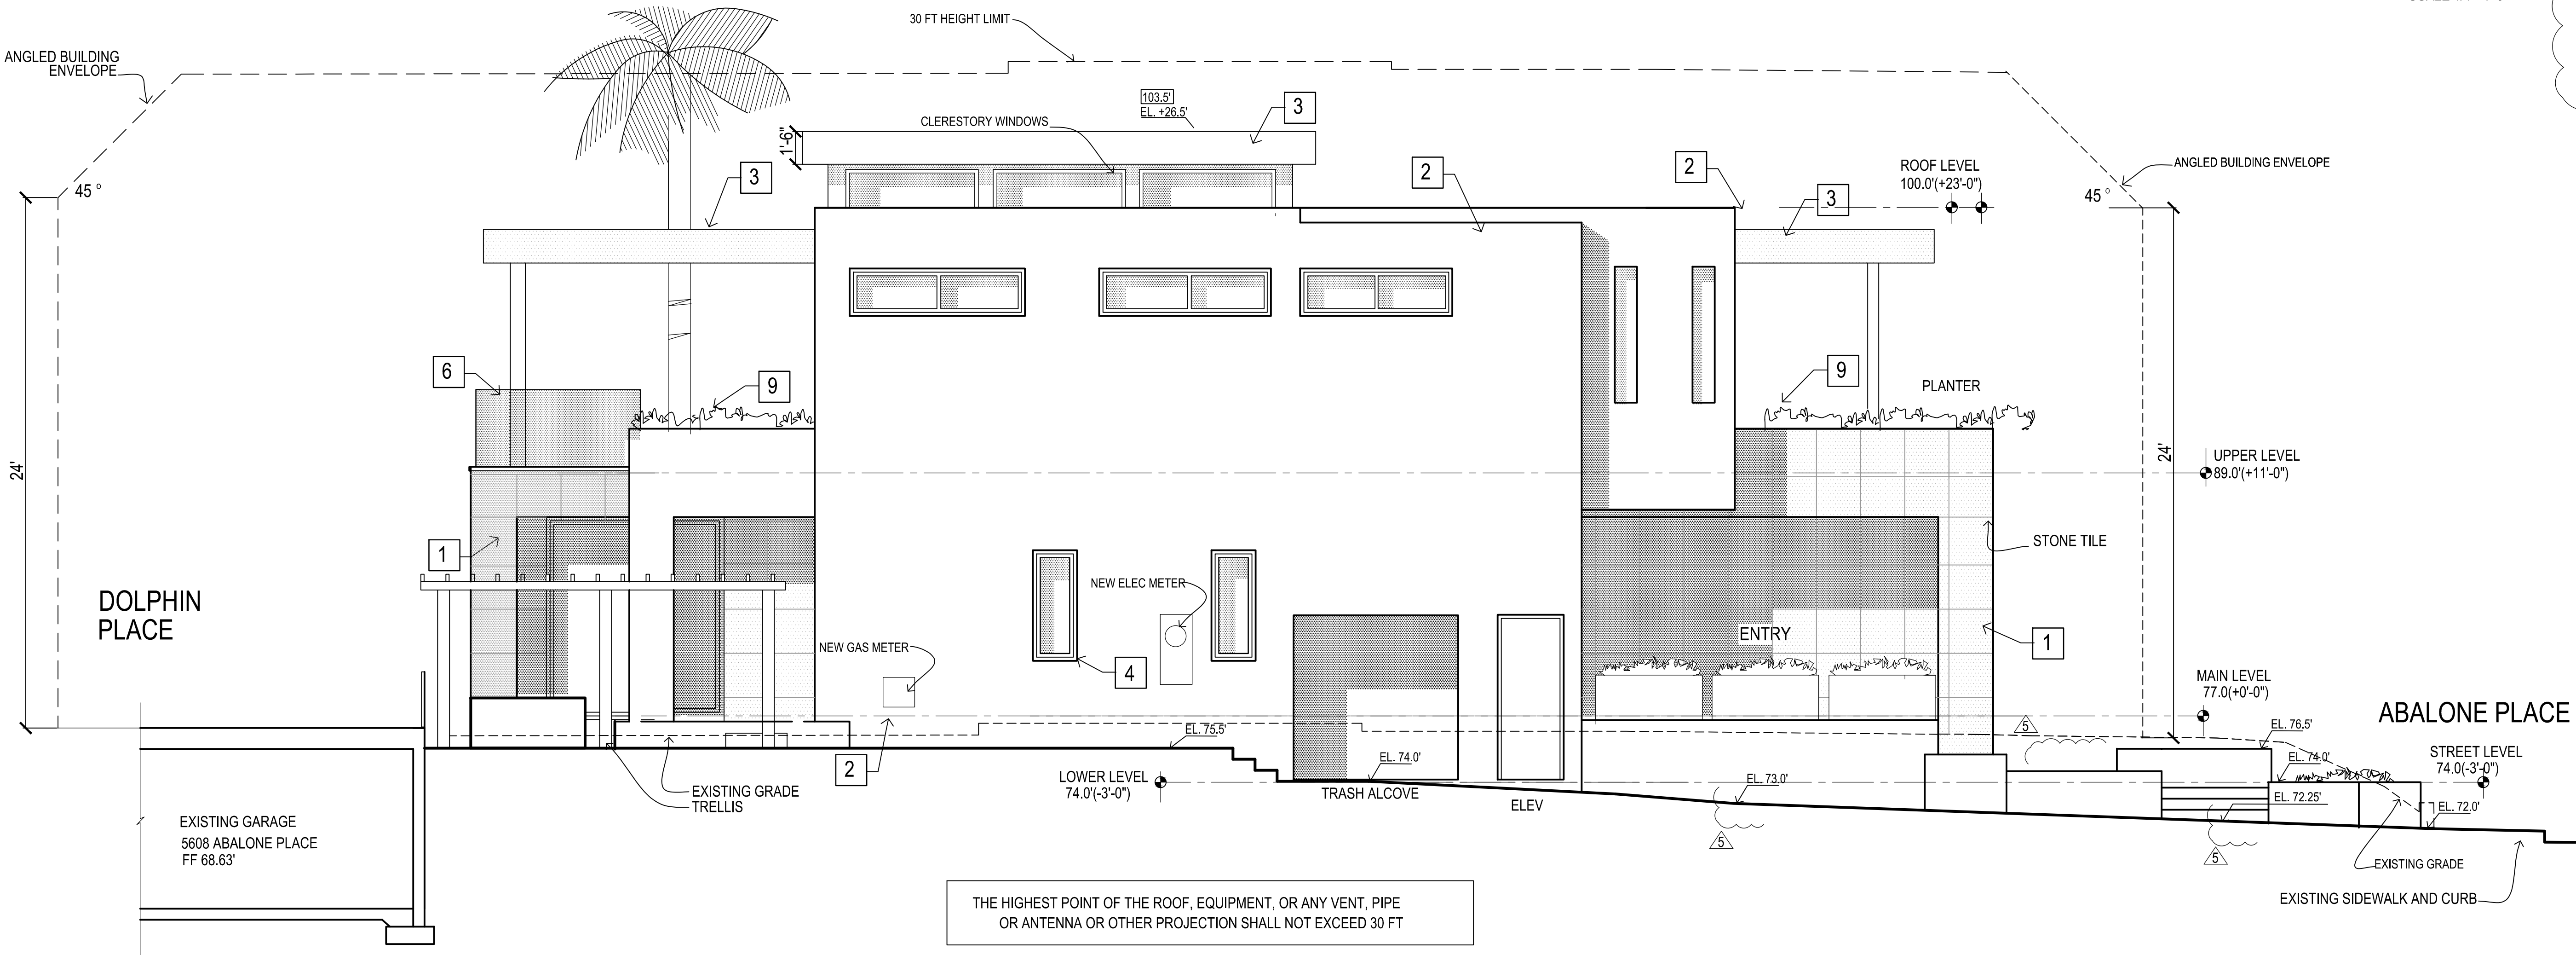 30 FT HEIGHT LIMIT
ANGLED BUILDING
ENVELOPE
103.5'
EL. +26.5'
3
CLERESTORY WINDOWS
1'-6"
2
2
ROOF LEVEL
100.0'(+23'-0")
ANGLED BUILDING ENVELOPE
45 °
3
3
45 °
6
9
9
PLANTER
24'
24'
UPPER LEVEL
89.0'(+11'-0")
1
STONE TILE
DOLPHIN
PLACE
NEW ELEC METER
NEW GAS METER
ENTRY
1
4
MAIN LEVEL
77.0(+0'-0")
ABALONE PLACE
EL. 75.5'
5
EL. 76.5'
2
EL. 74.0'
EL. 74.0'
STREET LEVEL
74.0(-3'-0")
LOWER LEVEL
74.0'(-3'-0")
EL. 73.0'
EXISTING GRADE
TRELLIS
TRASH ALCOVE
ELEV
EL. 72.25'
EL. 72.0'
EXISTING GARAGE
5608 ABALONE PLACE
FF 68.63'
5
5
EXISTING GRADE
EXISTING SIDEWALK AND CURB
THE HIGHEST POINT OF THE ROOF, EQUIPMENT, OR ANY VENT, PIPE
OR ANTENNA OR OTHER PROJECTION SHALL NOT EXCEED 30 FT